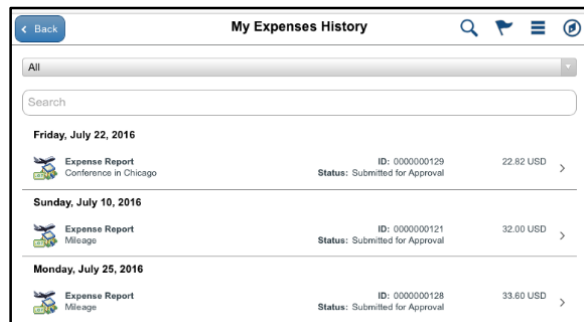 Back
My Expenses History
All
Search
Friday, July 22, 2016
Expense Report ID: 0000000129 22.82 USD
Conference in Chicago Status: Submitted for Approval
Sunday, July 10, 2016
Expense Report ID: 0000000121 32.00 USD
Mileage Status: Submitted for Approval
Monday, July 25, 2016
Expense Report ID: 0000000128 33.60 USD
Mileage Status: Submitted for Approval